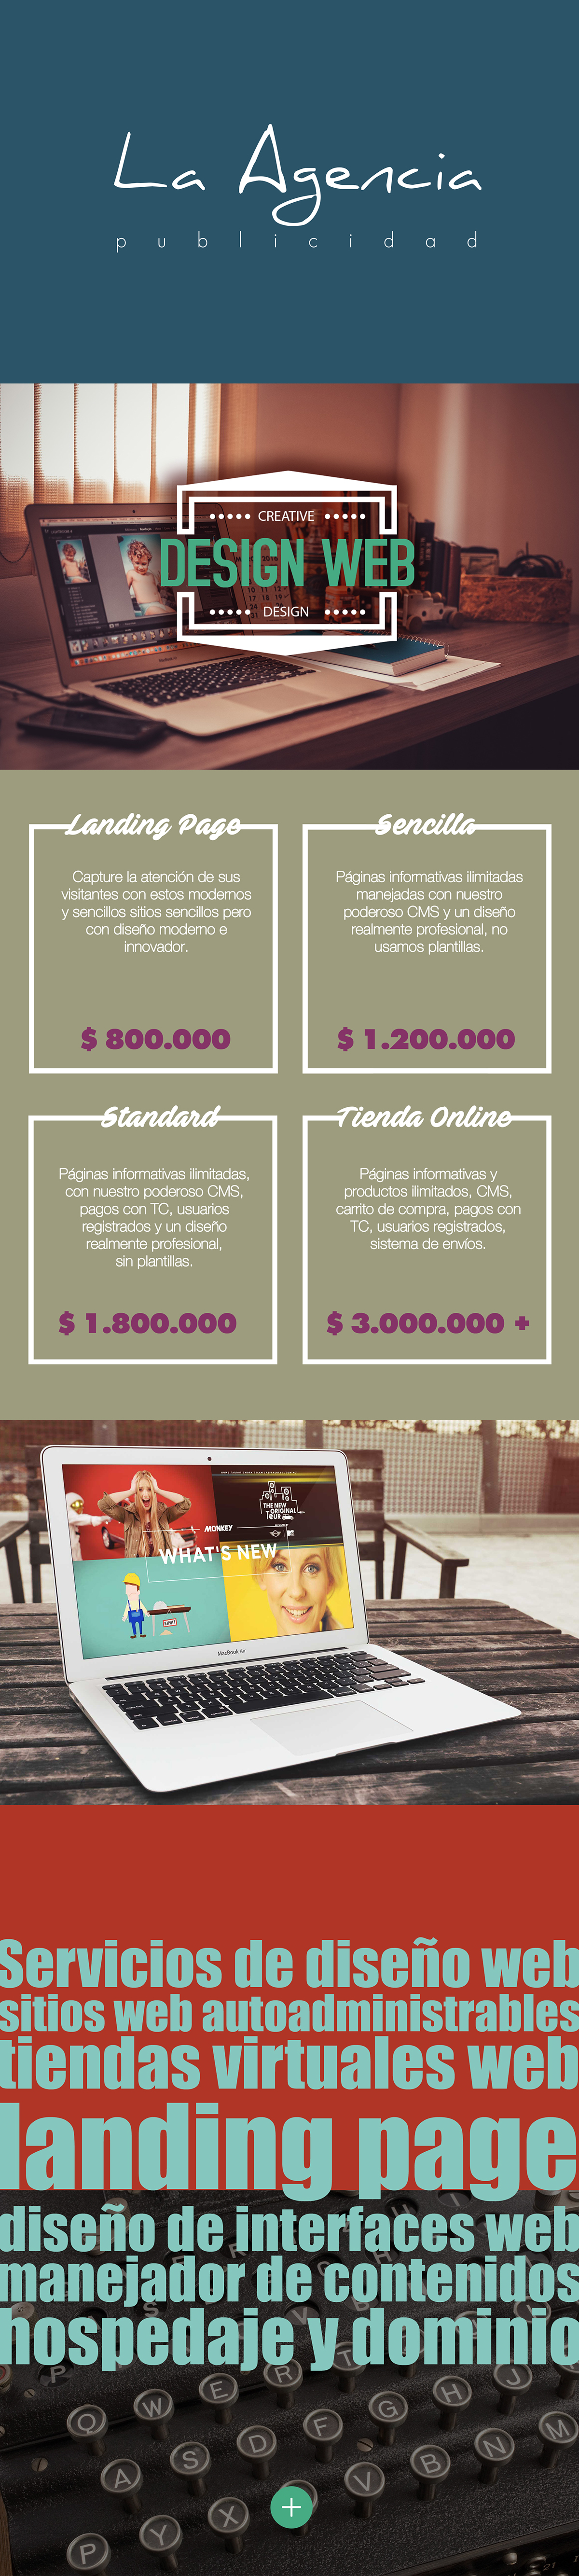 La Agencia
publicidad
CREATIVE
DESIGN WEB
DESIGN
Landing Page
Capture la atención de sus
visitantes con estos modernos
y sencillos sitios sencillos pero
con diseño moderno e
innovador.
$ 800.000
Sencilla
Páginas informativas ilimitadas
manejadas con nuestro
poderoso CMS y un diseño
realmente profesional, no
usamos plantillas.
$ 1.200.000
Standard
Páginas informativas ilimitadas,
con nuestro poderoso CMS,
pagos con TC, usuarios
registrados y un diseño
realmente profesional,
sin plantillas.
$ 1.800.000
Tienda Online
Páginas informativas y
productos ilimitados, CMS,
carrito de compra, pagos con
TC, usuarios registrados,
sistema de envíos.
$ 3.000.000 +
THE NEW
ORIGINAL
TOUR
MONKEY
WHAT'S NEW
MacBook Air
Servicios de diseño web
sitios web autoadministrables
tiendas virtuales web
landing page
diseño de interfaces web
manejador de contenidos
hospedaje y dominio
Q W E R T
G H J
A S D F
V B N M
P Y X
+